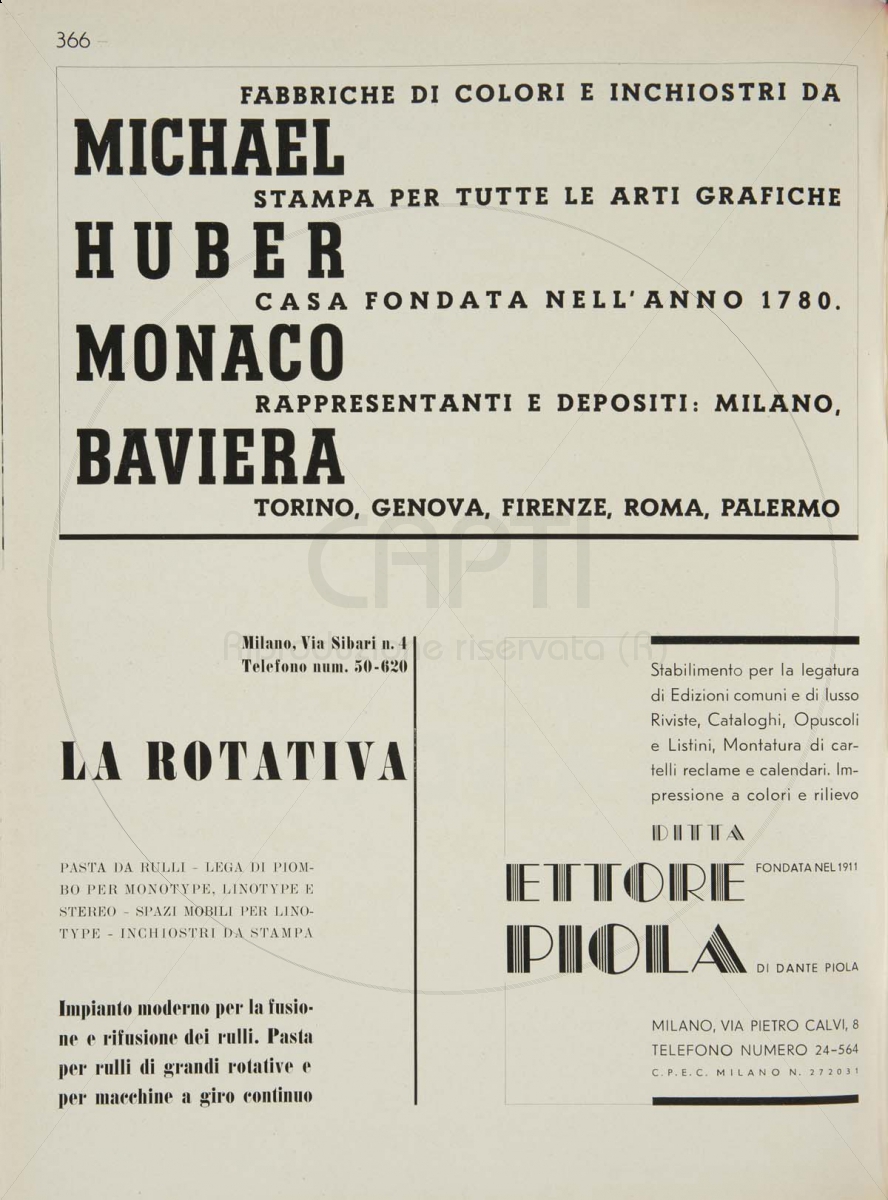 366
FABBRICHE DI COLORI E INCHIOSTRI DA
MICHAEL
STAMPA PER TUTTE LE ARTI GRAFICHE
HUBER
CASA FONDATA NELL'ANNO 1780.
MONACO
RAPPRESENTANTI E DEPOSITI: MILANO,
BAVIERA
TORINO, GENOVA, FIRENZE, ROMA, PALERMO
CAPTI
Riproduzione riservata (R)
Milano, Via Sibari n. 4
Telefono num. 50-620
LA ROTATIVA
PASTA DA RULLI - LEGA DI PIOM-
BO PER MONOTYPE, LINOTYPE E
STEREO - SPAZI MOBILI PER LINO-
TYPE - INCHIOSTRI DA STAMPA
Impianto moderno per la fusio-
ne e rifusione dei rulli. Pasta
per rulli di grandi rotative e
per macchine a giro continuo
Stabilimento per la legatura
di Edizioni comuni e di lusso
Riviste, Cataloghi, Opuscoli
e Listini, Montatura di car-
telli reclame e calendari. Im-
pressione a colori e rilievo
DITTA
ETTORE FONDATA NEL 1911
PIOLA DI DANTE PIOLA
MILANO, VIA PIETRO CALVI, 8
TELEFONO NUMERO 24-564
C.P.E.C. MILANO N. 272031